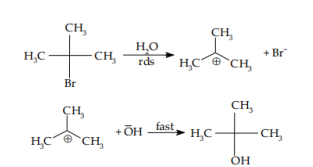 CH₃
H₃C CH₃ H₂O rds CH₃ H₃C ⊕ CH₃ + Br⁻
Br
CH₃ CH₃
H₃C ⊕ CH₃ + ŌH fast H₃C CH₃
OH